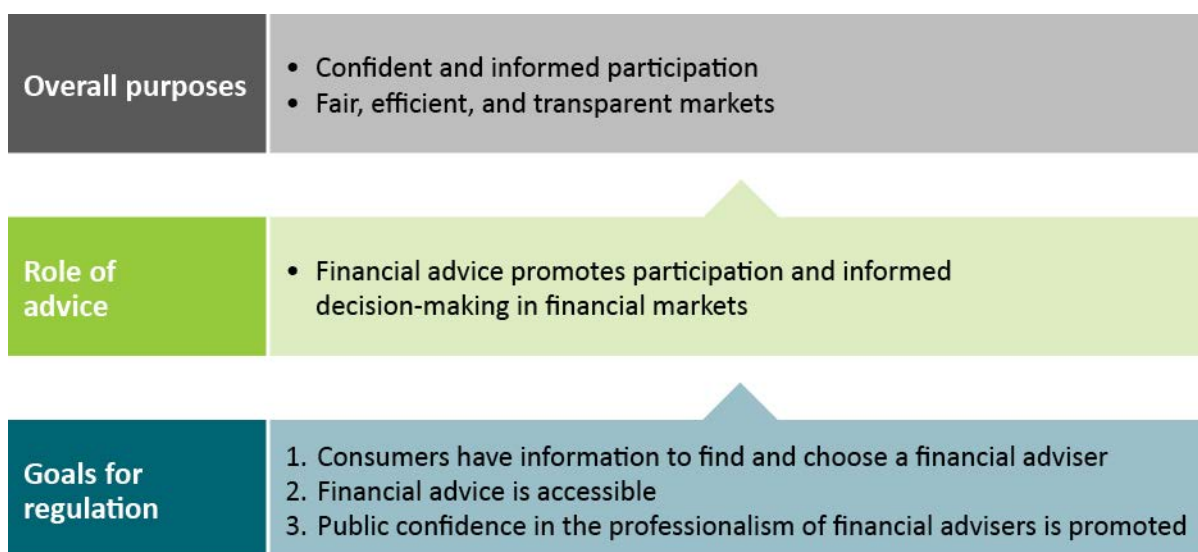 Overall purposes
• Confident and informed participation
• Fair, efficient, and transparent markets
Role of
advice
• Financial advice promotes participation and informed
decision-making in financial markets
Goals for
regulation
1. Consumers have information to find and choose a financial adviser
2. Financial advice is accessible
3. Public confidence in the professionalism of financial advisers is promoted